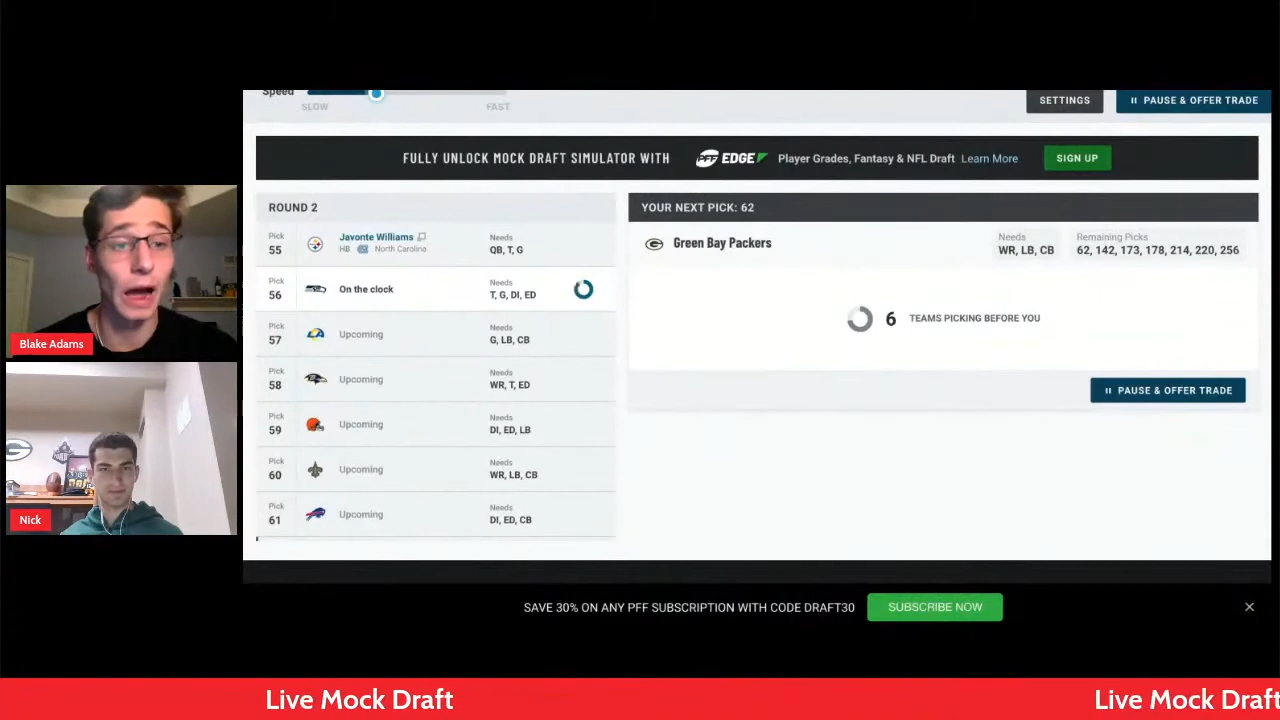 Speed
SLOW
FAST
SETTINGS
PAUSE & OFFER TRADE
FULLY UNLOCK MOCK DRAFT SIMULATOR WITH PFF EDGE Player Grades, Fantasy & NFL Draft Learn More SIGN UP
ROUND 2
Pick 55
Javonte Williams
HB North Carolina
Needs
QB, T, G
Pick 56
On the clock
Needs
T, G, DI, ED
Pick 57
Upcoming
Needs
G, LB, CB
Pick 58
Upcoming
Needs
WR, T, ED
Pick 59
Upcoming
Needs
DI, ED, LB
Pick 60
Upcoming
Needs
WR, LB, CB
Pick 61
Upcoming
Needs
DI, ED, CB
YOUR NEXT PICK: 62
Green Bay Packers
Needs
WR, LB, CB
Remaining Picks
62, 142, 173, 178, 214, 220, 256
6 TEAMS PICKING BEFORE YOU
PAUSE & OFFER TRADE
Blake Adams
Nick
SAVE 30% ON ANY PFF SUBSCRIPTION WITH CODE DRAFT30
SUBSCRIBE NOW
Live Mock Draft
Live Mock Draft